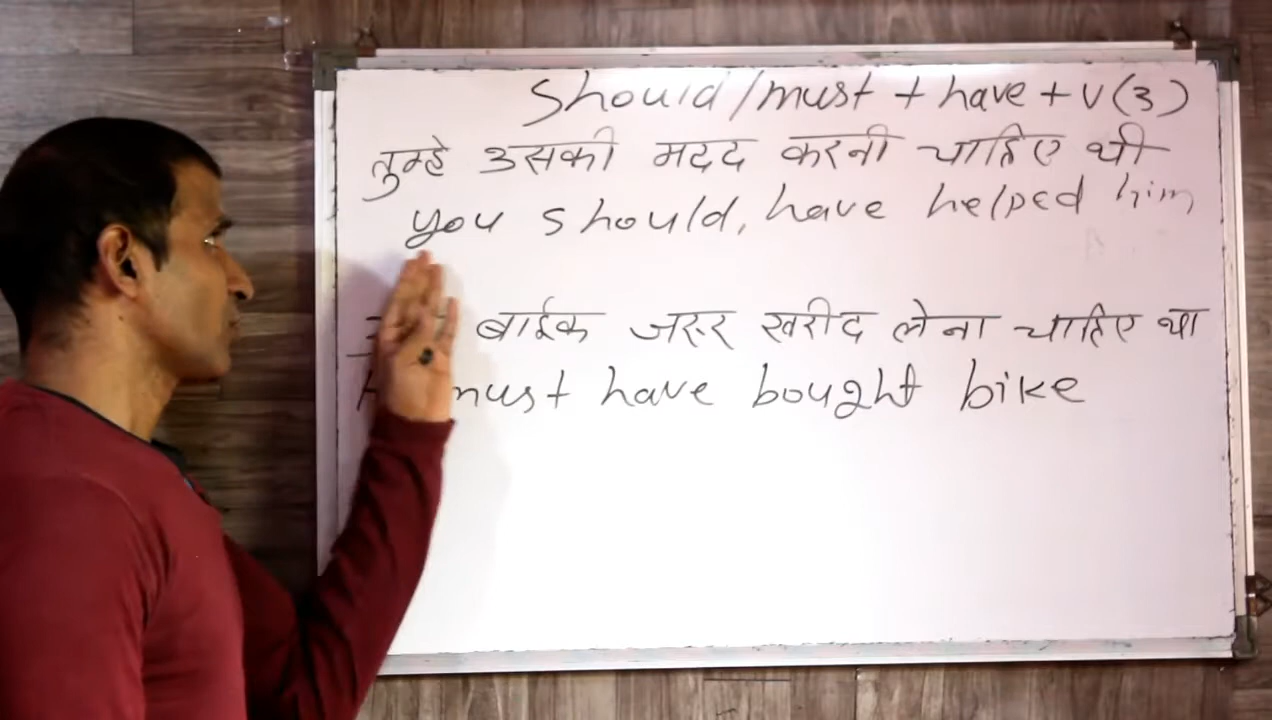 Should/must + have + V(3)
तुम्हे उसकी मदद करनी चाहिए थी
you should, have helped him
बाईक जरूर खरीद लेना चाहिए था
must have bought bike